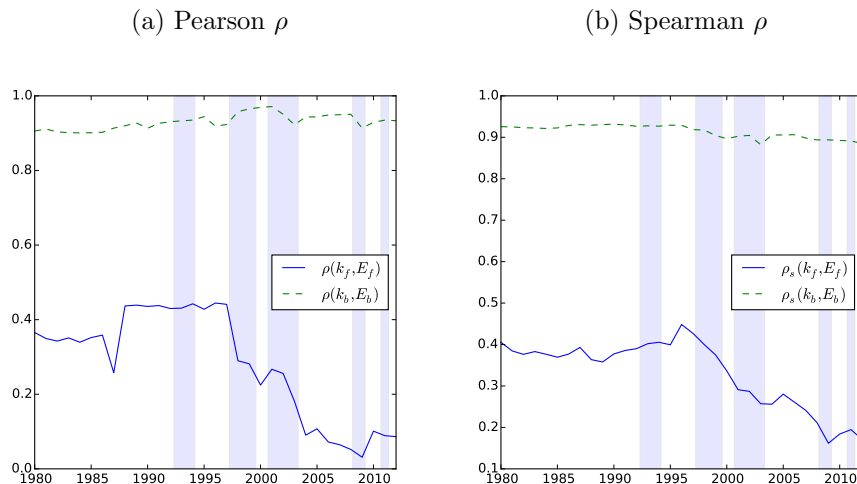 (a) Pearson ρ
1.0
0.8
0.6
0.4
0.2
0.0
ρ(k_f,E_f)
ρ(k_b,E_b)
1980 1985 1990 1995 2000 2005 2010
(b) Spearman ρ
1.0
0.9
0.8
0.7
0.6
0.5
0.4
0.3
0.2
0.1
ρ_s(k_f,E_f)
ρ_s(k_b,E_b)
1980 1985 1990 1995 2000 2005 2010